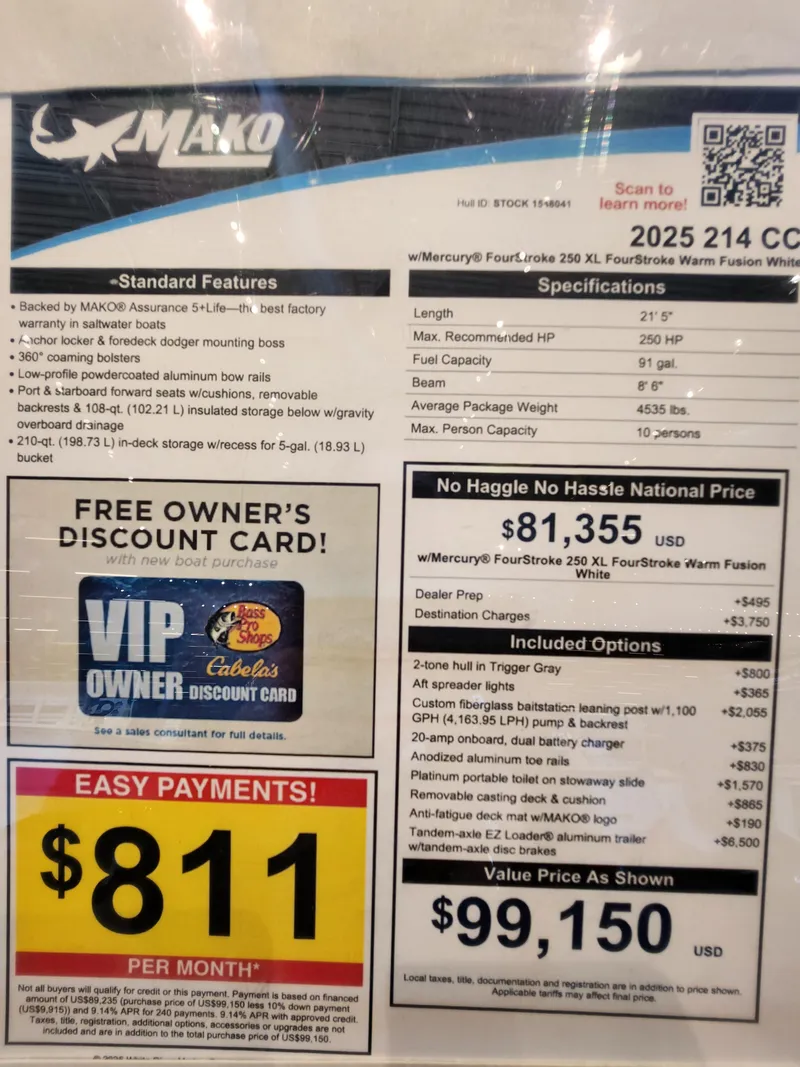 MAKO
Hull ID: STOCK 1518041
Scan to
learn more!
2025 214 CC
w/Mercury® FourStroke 250 XL FourStroke Warm Fusion White
Standard Features
• Backed by MAKO® Assurance 5+Life—the best factory
warranty in saltwater boats
• Anchor locker & foredeck dodger mounting boss
• 360° coaming bolsters
• Low-profile powdercoated aluminum bow rails
• Port & starboard forward seats w/cushions, removable
backrests & 108-qt. (102.21 L) insulated storage below w/gravity
overboard drainage
• 210-qt. (198.73 L) in-deck storage w/recess for 5-gal. (18.93 L)
bucket
Specifications
Length 21' 5"
Max. Recommended HP 250 HP
Fuel Capacity 91 gal.
Beam 8' 6"
Average Package Weight 4535 lbs.
Max. Person Capacity 10 persons
FREE OWNER'S
DISCOUNT CARD!
with new boat purchase
VIP
Bass
Pro
Shops
Cabela's
OWNER DISCOUNT CARD
See a sales consultant for full details.
EASY PAYMENTS!
$811
PER MONTH*
Not all buyers will qualify for credit or this payment. Payment is based on financed
amount of US$89,235 (purchase price of US$99,150 less 10% down payment
(US$9,915)) and 9.14% APR for 240 payments. 9.14% APR with approved credit.
Taxes, title, registration, additional options, accessories or upgrades are not
included and are in addition to the total purchase price of US$99,150.
No Haggle No Hassle National Price
$81,355 USD
w/Mercury® FourStroke 250 XL FourStroke Warm Fusion
White
Dealer Prep +$495
Destination Charges +$3,750
Included Options
2-tone hull in Trigger Gray +$800
Aft spreader lights +$365
Custom fiberglass baitstation leaning post w/1,100 +$2,055
GPH (4,163.95 LPH) pump & backrest
20-amp onboard, dual battery charger +$375
Anodized aluminum toe rails +$830
Platinum portable toilet on stowaway slide +$1,570
Removable casting deck & cushion +$865
Anti-fatigue deck mat w/MAKO® logo +$190
Tandem-axle EZ Loader® aluminum trailer +$6,500
w/tandem-axle disc brakes
Value Price As Shown
$99,150 USD
Local taxes, title, documentation and registration are in addition to price shown.
Applicable tariffs may affect final price.